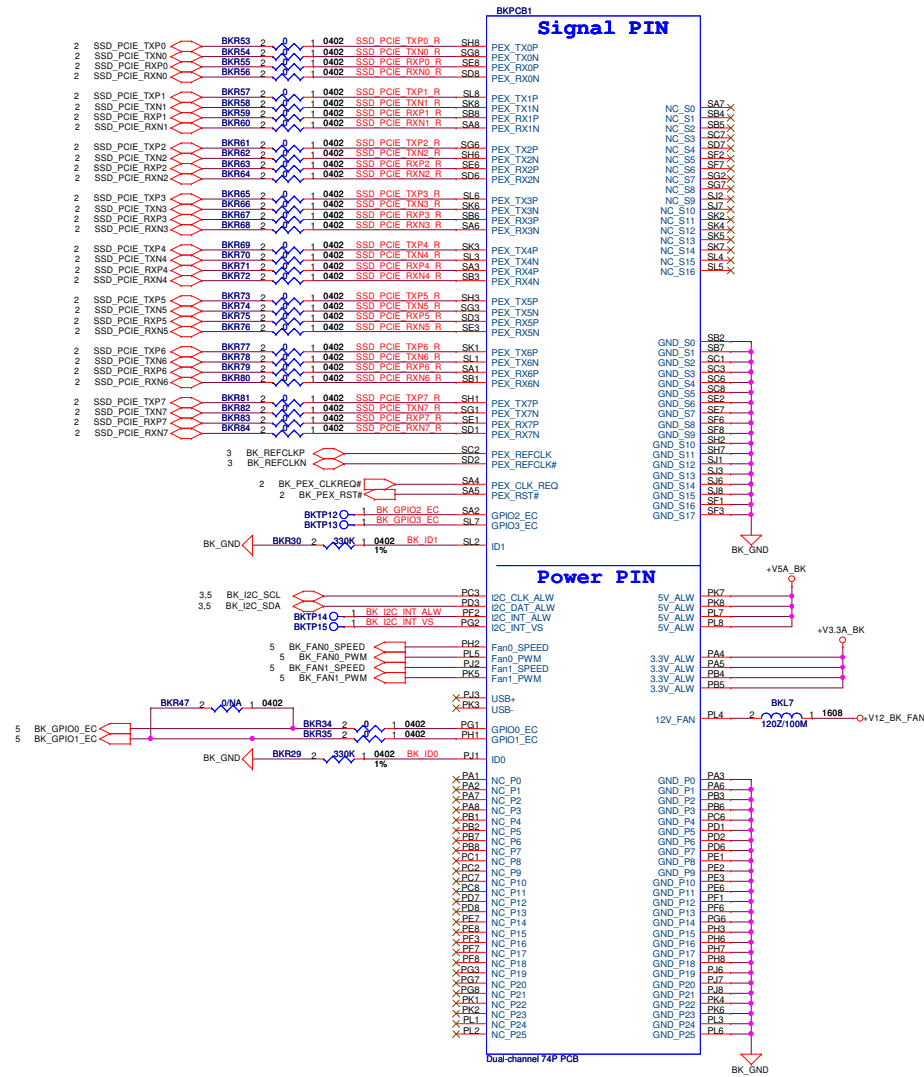 BKPCB1
Signal PIN
2 SSD_PCIE_TXP0 BKR53 2 0 1 0402 SSD_PCIE_TXP0_R SH8 PEX_TX0P
2 SSD_PCIE_TXN0 BKR54 2 0 1 0402 SSD_PCIE_TXN0_R SG8 PEX_TX0N
2 SSD_PCIE_RXP0 BKR55 2 0 1 0402 SSD_PCIE_RXP0_R SE8 PEX_RX0P
2 SSD_PCIE_RXN0 BKR56 2 0 1 0402 SSD_PCIE_RXN0_R SD8 PEX_RX0N
2 SSD_PCIE_TXP1 BKR57 2 0 1 0402 SSD_PCIE_TXP1_R SL8 PEX_TX1P
2 SSD_PCIE_TXN1 BKR58 2 0 1 0402 SSD_PCIE_TXN1_R SK8 PEX_TX1N
2 SSD_PCIE_RXP1 BKR59 2 0 1 0402 SSD_PCIE_RXP1_R SB8 PEX_RX1P
2 SSD_PCIE_RXN1 BKR60 2 0 1 0402 SSD_PCIE_RXN1_R SA8 PEX_RX1N
2 SSD_PCIE_TXP2 BKR61 2 0 1 0402 SSD_PCIE_TXP2_R SG6 PEX_TX2P
2 SSD_PCIE_TXN2 BKR62 2 0 1 0402 SSD_PCIE_TXN2_R SH6 PEX_TX2N
2 SSD_PCIE_RXP2 BKR63 2 0 1 0402 SSD_PCIE_RXP2_R SE6 PEX_RX2P
2 SSD_PCIE_RXN2 BKR64 2 0 1 0402 SSD_PCIE_RXN2_R SD6 PEX_RX2N
2 SSD_PCIE_TXP3 BKR65 2 0 1 0402 SSD_PCIE_TXP3_R SL6 PEX_TX3P
2 SSD_PCIE_TXN3 BKR66 2 0 1 0402 SSD_PCIE_TXN3_R SK6 PEX_TX3N
2 SSD_PCIE_RXP3 BKR67 2 0 1 0402 SSD_PCIE_RXP3_R SB6 PEX_RX3P
2 SSD_PCIE_RXN3 BKR68 2 0 1 0402 SSD_PCIE_RXN3_R SA6 PEX_RX3N
2 SSD_PCIE_TXP4 BKR69 2 0 1 0402 SSD_PCIE_TXP4_R SK3 PEX_TX4P
2 SSD_PCIE_TXN4 BKR70 2 0 1 0402 SSD_PCIE_TXN4_R SL3 PEX_TX4N
2 SSD_PCIE_RXP4 BKR71 2 0 1 0402 SSD_PCIE_RXP4_R SA3 PEX_RX4P
2 SSD_PCIE_RXN4 BKR72 2 0 1 0402 SSD_PCIE_RXN4_R SB3 PEX_RX4N
2 SSD_PCIE_TXP5 BKR73 2 0 1 0402 SSD_PCIE_TXP5_R SH3 PEX_TX5P
2 SSD_PCIE_TXN5 BKR74 2 0 1 0402 SSD_PCIE_TXN5_R SG3 PEX_TX5N
2 SSD_PCIE_RXP5 BKR75 2 0 1 0402 SSD_PCIE_RXP5_R SD3 PEX_RX5P
2 SSD_PCIE_RXN5 BKR76 2 0 1 0402 SSD_PCIE_RXN5_R SE3 PEX_RX5N
2 SSD_PCIE_TXP6 BKR77 2 0 1 0402 SSD_PCIE_TXP6_R SK1 PEX_TX6P
2 SSD_PCIE_TXN6 BKR78 2 0 1 0402 SSD_PCIE_TXN6_R SL1 PEX_TX6N
2 SSD_PCIE_RXP6 BKR79 2 0 1 0402 SSD_PCIE_RXP6_R SA1 PEX_RX6P
2 SSD_PCIE_RXN6 BKR80 2 0 1 0402 SSD_PCIE_RXN6_R SB1 PEX_RX6N
2 SSD_PCIE_TXP7 BKR81 2 0 1 0402 SSD_PCIE_TXP7_R SH1 PEX_TX7P
2 SSD_PCIE_TXN7 BKR82 2 0 1 0402 SSD_PCIE_TXN7_R SG1 PEX_TX7N
2 SSD_PCIE_RXP7 BKR83 2 0 1 0402 SSD_PCIE_RXP7_R SE1 PEX_RX7P
2 SSD_PCIE_RXN7 BKR84 2 0 1 0402 SSD_PCIE_RXN7_R SD1 PEX_RX7N
3 BK_REFCLKP SC2 PEX_REFCLK
3 BK_REFCLKN SD2 PEX_REFCLK#
2 BK_PEX_CLKREQ# SA4 PEX_CLK_REQ
2 BK_PEX_RST# SA5 PEX_RST#
BKTP12 1 BK_GPIO2_EC SA2 GPIO2_EC
BKTP13 1 BK_GPIO3_EC SL7 GPIO3_EC
BK_GND BKR30 2 330K 1 0402 BK_ID1 SL2 ID1
1%
NC_S0 SA7
NC_S1 SB4
NC_S2 SB5
NC_S3 SC7
NC_S4 SD7
NC_S5 SF2
NC_S6 SF7
NC_S7 SG2
NC_S8 SG7
NC_S9 SJ2
NC_S10 SJ7
NC_S11 SK2
NC_S12 SK4
NC_S13 SK5
NC_S14 SK7
NC_S15 SL4
NC_S16 SL5
GND_S0 SB2
GND_S1 SB7
GND_S2 SC1
GND_S3 SC3
GND_S4 SC6
GND_S5 SC8
GND_S6 SE2
GND_S7 SE7
GND_S8 SF6
GND_S9 SF8
GND_S10 SH2
GND_S11 SH7
GND_S12 SJ1
GND_S13 SJ3
GND_S14 SJ6
GND_S15 SJ8
GND_S16 SF1
GND_S17 SF3
BK_GND
Power PIN
3,5 BK_I2C_SCL PC3 I2C_CLK_ALW
3,5 BK_I2C_SDA PD3 I2C_DAT_ALW
BKTP14 1 BK_I2C_INT_ALW PF2 I2C_INT_ALW
BKTP15 1 BK_I2C_INT_VS PG2 I2C_INT_VS
5 BK_FAN0_SPEED PH2 Fan0_SPEED
5 BK_FAN0_PWM PL5 Fan0_PWM
5 BK_FAN1_SPEED PJ2 Fan1_SPEED
5 BK_FAN1_PWM PK5 Fan1_PWM
PJ3 USB+
PK3 USB-
BKR47 2 0/NA 1 0402
5 BK_GPIO0_EC BKR34 2 0 1 0402 PG1 GPIO0_EC
5 BK_GPIO1_EC BKR35 2 0 1 0402 PH1 GPIO1_EC
BK_GND BKR29 2 330K 1 0402 BK_ID0 PJ1 ID0
1%
+V5A_BK
5V_ALW PK7
5V_ALW PK8
5V_ALW PL7
5V_ALW PL8
+V3.3A_BK
3.3V_ALW PA4
3.3V_ALW PA5
3.3V_ALW PB4
3.3V_ALW PB5
12V_FAN PL4 2 BKL7 1 1608 +V12_BK_FAN
120Z/100M
PA1 NC_P0
PA2 NC_P1
PA7 NC_P2
PA8 NC_P3
PB1 NC_P4
PB2 NC_P5
PB7 NC_P6
PB8 NC_P7
PC1 NC_P8
PC2 NC_P9
PC7 NC_P10
PC8 NC_P11
PD7 NC_P12
PD8 NC_P13
PE7 NC_P14
PE8 NC_P15
PF3 NC_P16
PF7 NC_P17
PF8 NC_P18
PG3 NC_P19
PG7 NC_P20
PG8 NC_P21
PK1 NC_P22
PK2 NC_P23
PL1 NC_P24
PL2 NC_P25
GND_P0 PA3
GND_P1 PA6
GND_P2 PB3
GND_P3 PB6
GND_P4 PC6
GND_P5 PD1
GND_P6 PD2
GND_P7 PD6
GND_P8 PE1
GND_P9 PE2
GND_P10 PE3
GND_P11 PE6
GND_P12 PF1
GND_P13 PF6
GND_P14 PG6
GND_P15 PH3
GND_P16 PH6
GND_P17 PH7
GND_P18 PH8
GND_P19 PJ6
GND_P20 PJ7
GND_P21 PJ8
GND_P22 PK4
GND_P23 PK6
GND_P24 PL3
GND_P25 PL6
BK_GND
Dual-channel 74P PCB